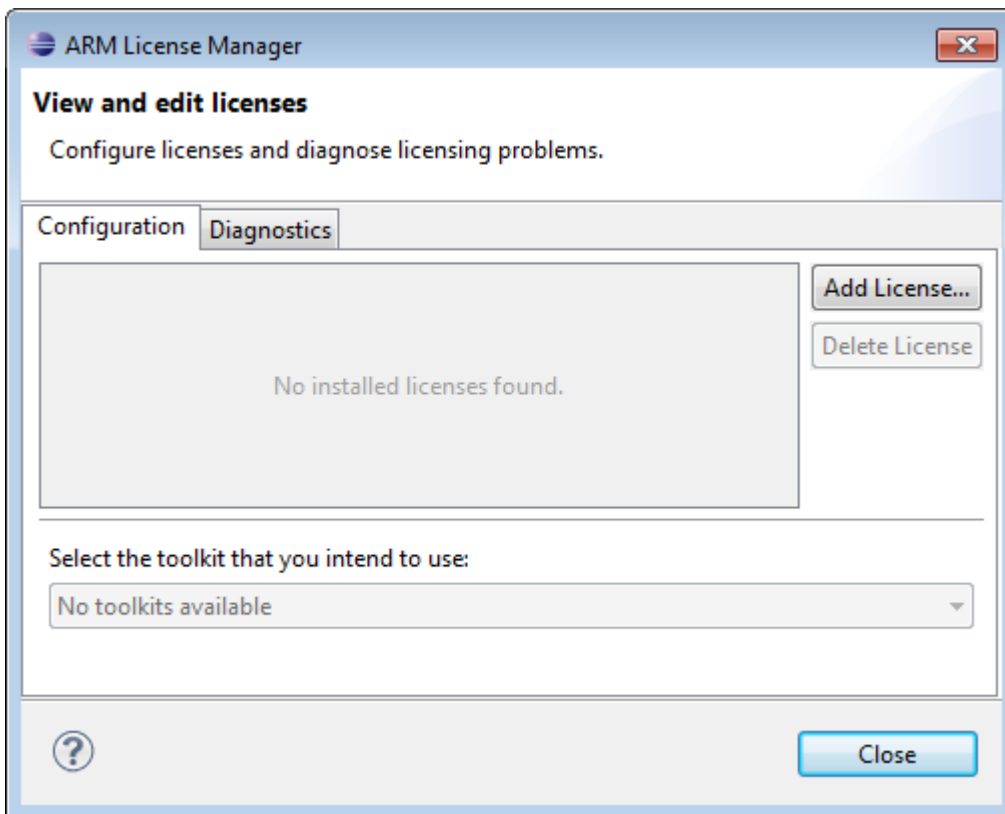 ARM License Manager
View and edit licenses
Configure licenses and diagnose licensing problems.
Configuration
Diagnostics
Add License...
Delete License
No installed licenses found.
Select the toolkit that you intend to use:
No toolkits available
?
Close